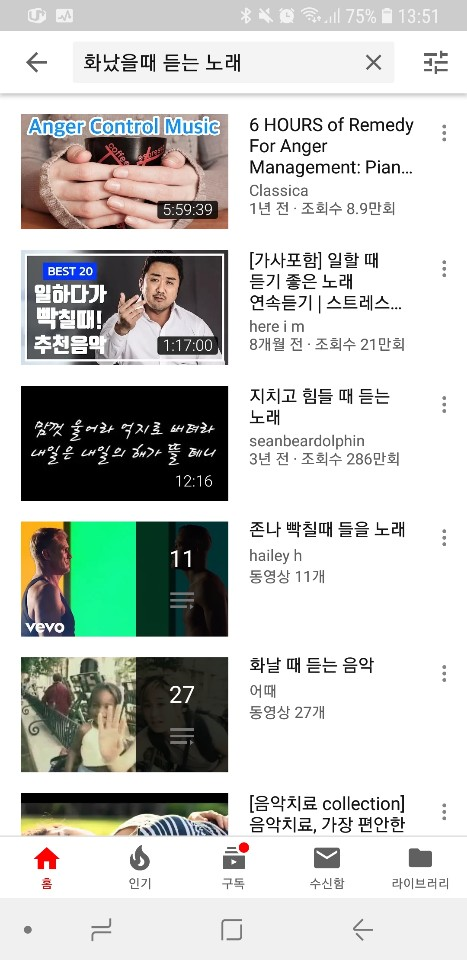 75% 13:51
화났을때 듣는 노래
Anger Control Music
5:59:39
6 HOURS of Remedy
For Anger
Management: Pian...
Classica
1년 전 · 조회수 8.9만회
BEST 20
일하다가
빡칠때!
추천음악
1:17:00
[가사포함] 일할 때
듣기 좋은 노래
연속듣기 | 스트레스...
here i m
8개월 전 · 조회수 21만회
맘껏 울어라 억지로 버텨라
내일은 내일의 해가 뜰 테니
12:16
지치고 힘들 때 듣는
노래
seanbeardolphin
3년 전 · 조회수 286만회
vevo
11
존나 빡칠때 들을 노래
hailey h
동영상 11개
27
화날 때 듣는 음악
어때
동영상 27개
[음악치료 collection]
음악치료, 가장 편안한
홈
인기
구독
수신함
라이브러리